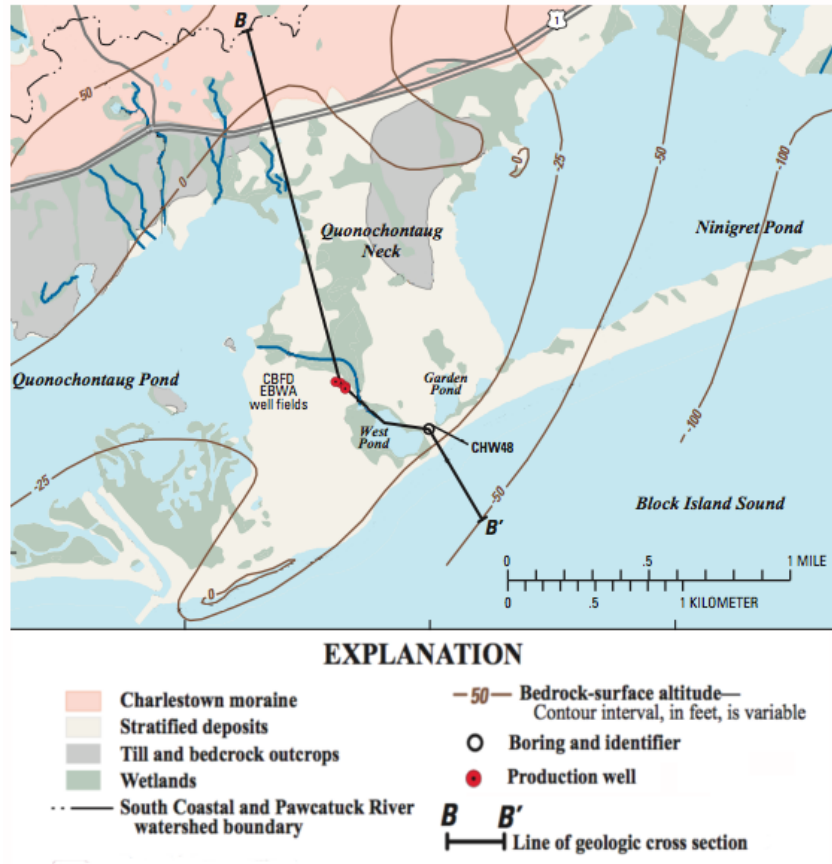 B
1
50
0
0
-25
-50
-100
Quonochontaug
Neck
Ninigret Pond
Quonochontaug Pond
CBFD
EBWA
well fields
Garden
Pond
West
Pond
CHW48
-25
-50
-100
B'
Block Island Sound
0
0 .5 1 MILE
0 .5 1 KILOMETER
EXPLANATION
Charlestown moraine
Stratified deposits
Till and bedcrock outcrops
Wetlands
South Coastal and Pawcatuck River
watershed boundary
50 Bedrock-surface altitude—
Contour interval, in feet, is variable
Boring and identifier
Production well
B B'
Line of geologic cross section